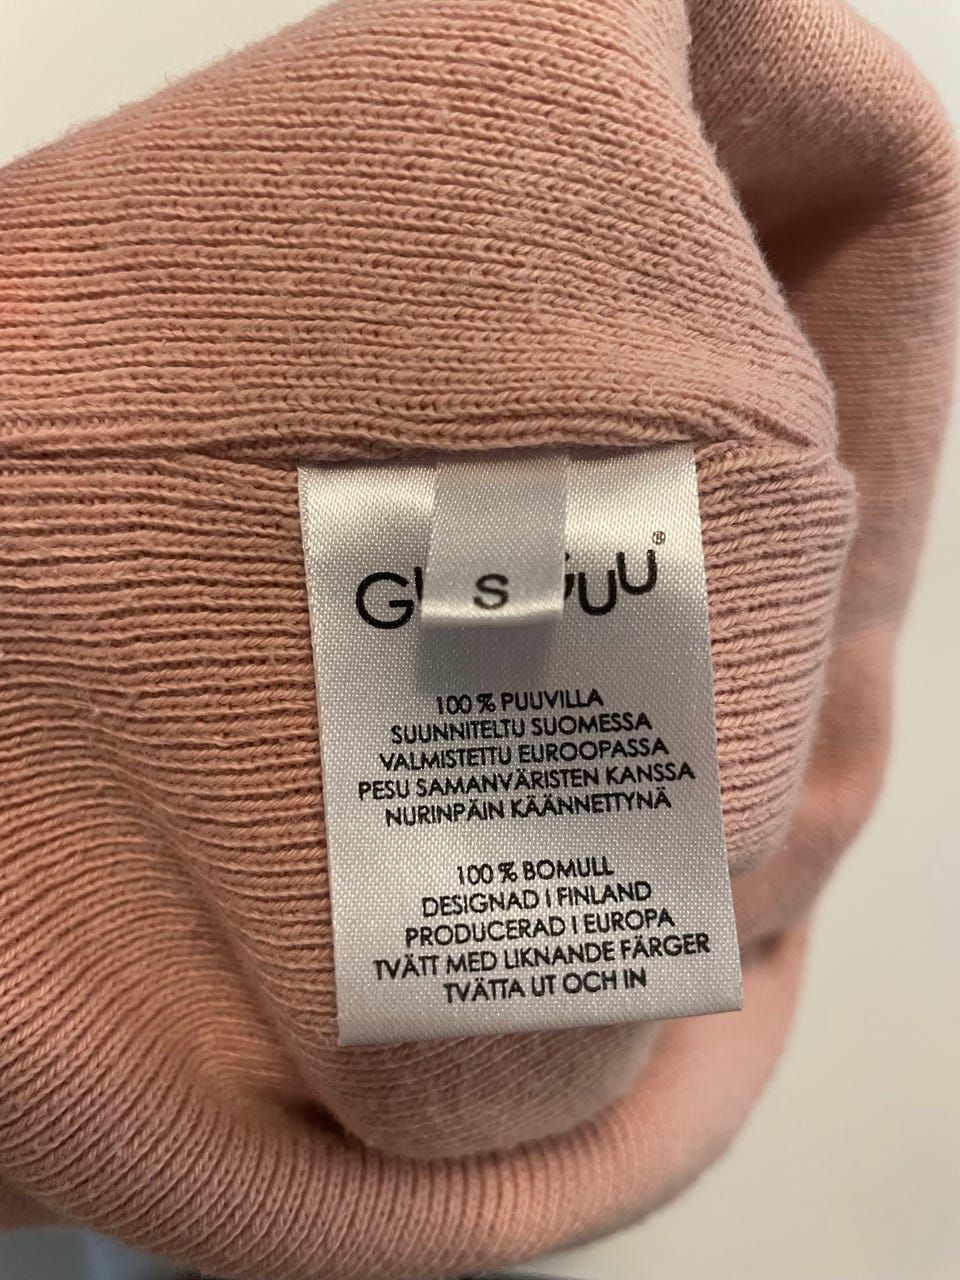 S
®
100 % PUUVILLA
SUUNNITELTU SUOMESSA
VALMISTETTU EUROOPASSA
PESU SAMANVÄRISTEN KANSSA
NURINPÄIN KÄÄNNETTYNÄ
100 % BOMULL
DESIGNAD I FINLAND
PRODUCERAD I EUROPA
TVÄTT MED LIKNANDE FÄRGER
TVÄTTA UT OCH IN